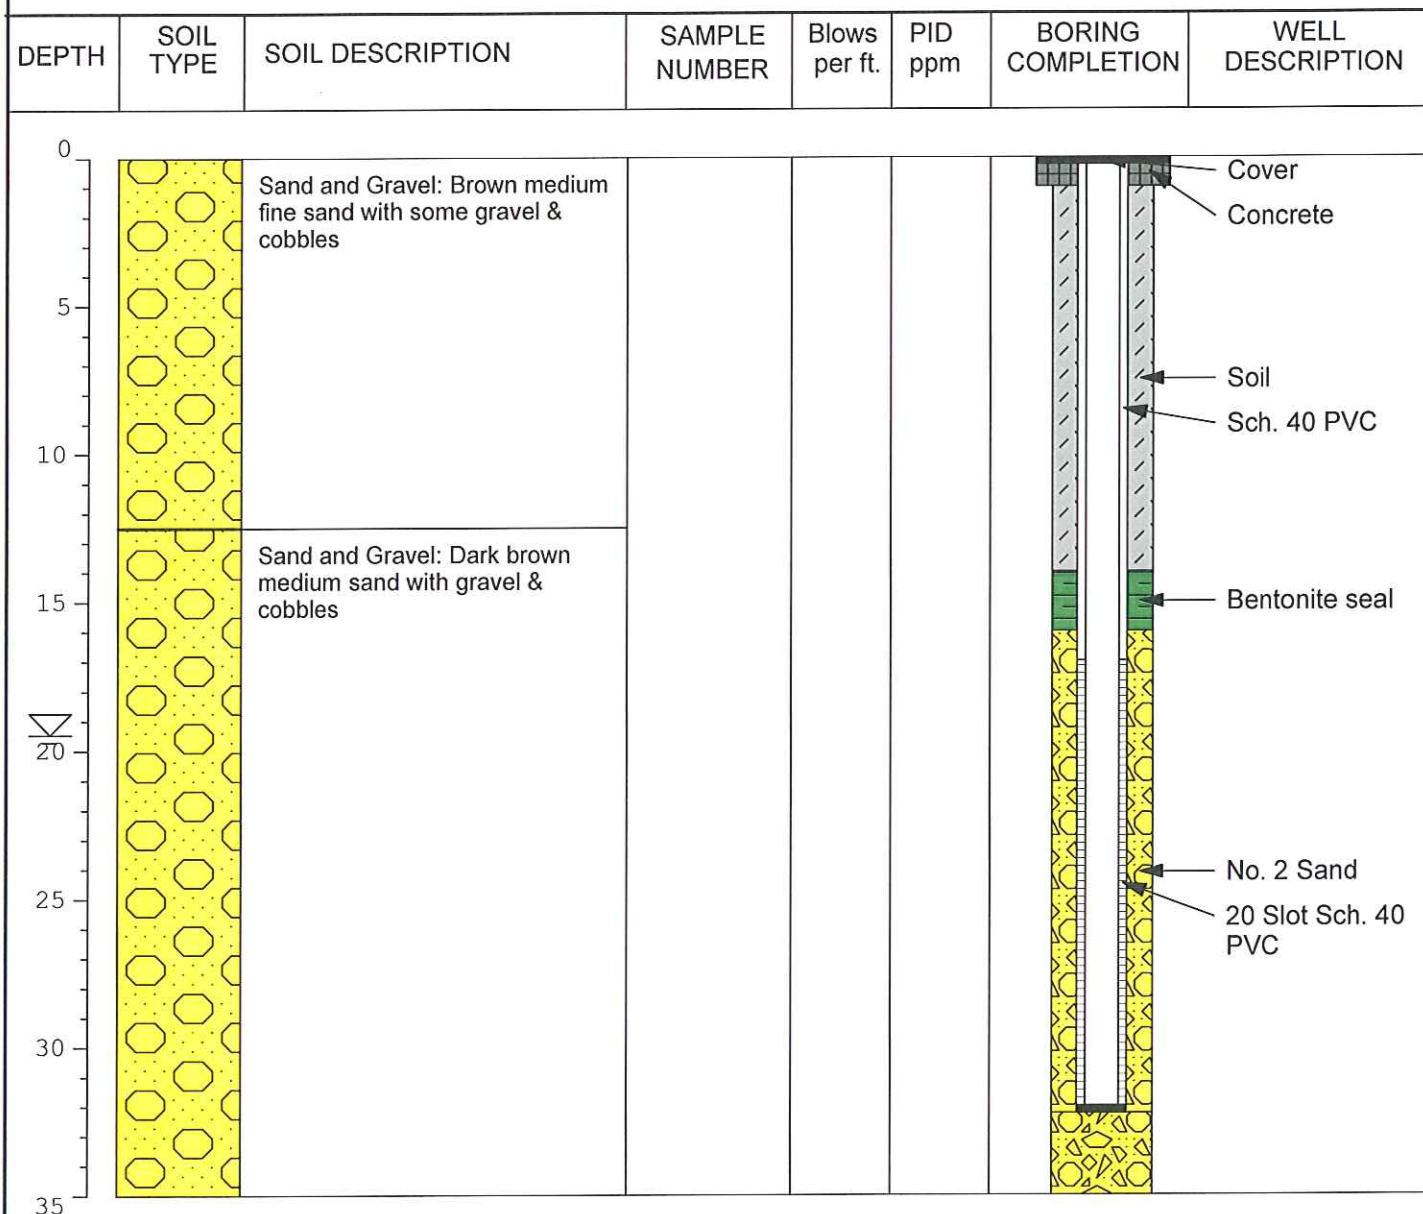 DEPTH
SOIL
TYPE
SOIL DESCRIPTION
SAMPLE
NUMBER
Blows
per ft.
PID
ppm
BORING
COMPLETION
WELL
DESCRIPTION
0
Sand and Gravel: Brown medium
fine sand with some gravel &
cobbles
Cover
Concrete
5
Soil
Sch. 40 PVC
10
Sand and Gravel: Dark brown
medium sand with gravel &
cobbles
15
Bentonite seal
20
No. 2 Sand
25
20 Slot Sch. 40
PVC
30
35